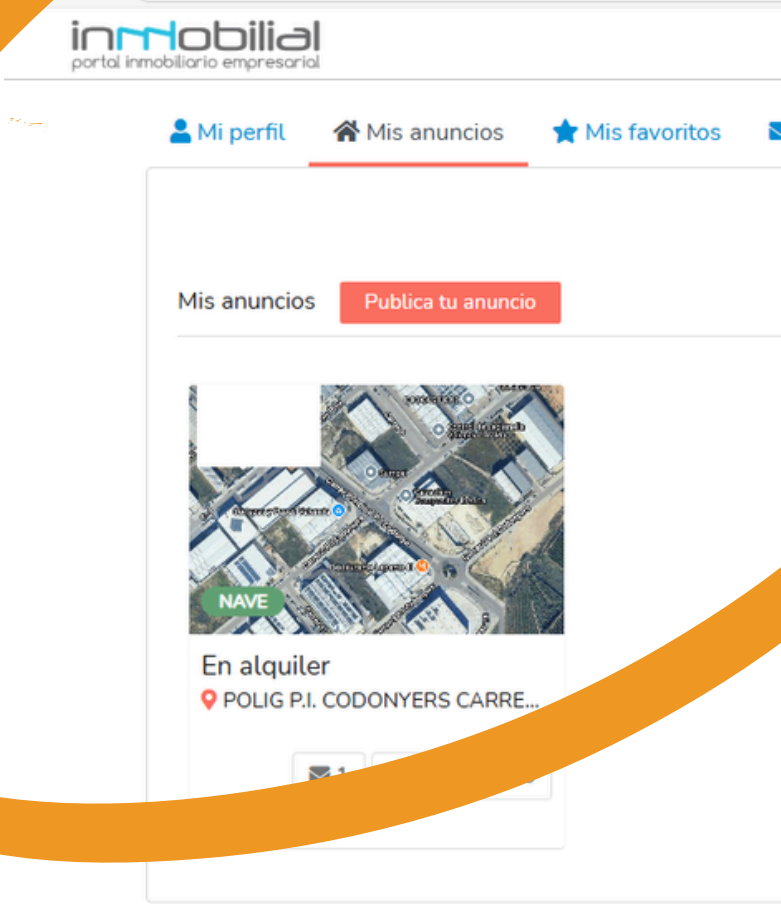 inmobilial
portal inmobiliario empresarial
Mi perfil
Mis anuncios
Mis favoritos
Mis anuncios
Publica tu anuncio
NAVE
En alquiler
POLIG P.I. CODONYERS CARRE...
1